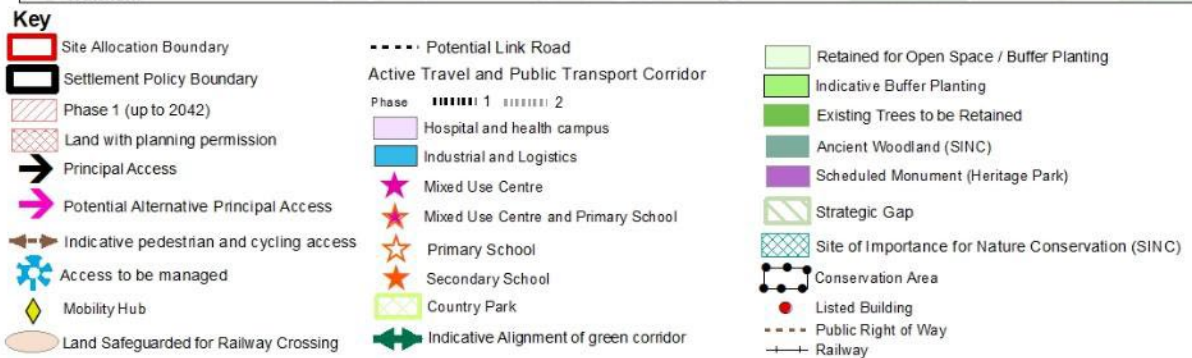 Key
Site Allocation Boundary
Settlement Policy Boundary
Phase 1 (up to 2042)
Land with planning permission
Principal Access
Potential Alternative Principal Access
Indicative pedestrian and cycling access
Access to be managed
Mobility Hub
Land Safeguarded for Railway Crossing
Potential Link Road
Active Travel and Public Transport Corridor
Phase 1 2
Hospital and health campus
Industrial and Logistics
Mixed Use Centre
Mixed Use Centre and Primary School
Primary School
Secondary School
Country Park
Indicative Alignment of green corridor
Retained for Open Space / Buffer Planting
Indicative Buffer Planting
Existing Trees to be Retained
Ancient Woodland (SINC)
Scheduled Monument (Heritage Park)
Strategic Gap
Site of Importance for Nature Conservation (SINC)
Conservation Area
Listed Building
Public Right of Way
Railway